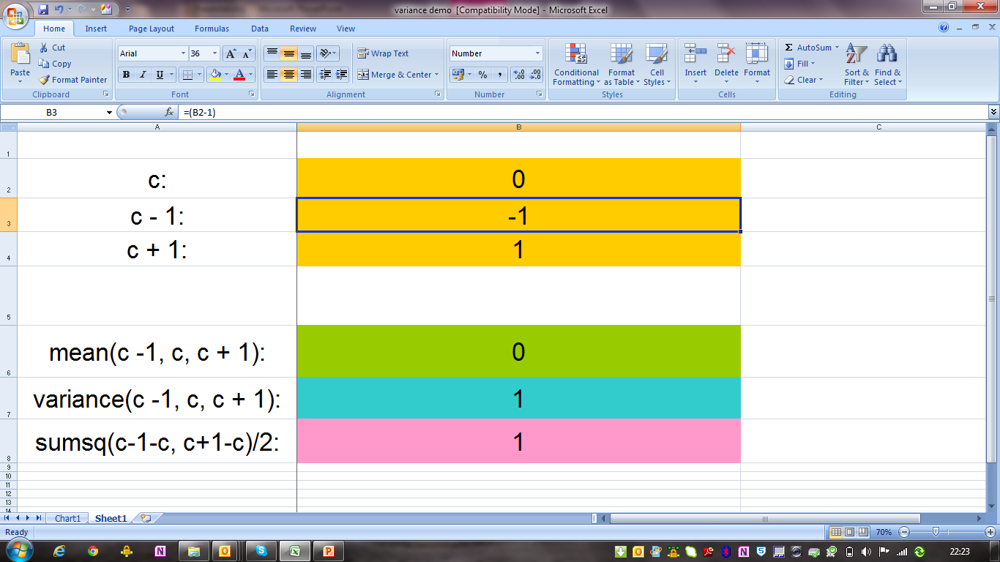 variance demo [Compatibility Mode] - Microsoft Excel
Home Insert Page Layout Formulas Data Review View
Paste
Cut
Copy
Format Painter
Clipboard
Arial 36
B I U
Font
Wrap Text
Merge & Center
Alignment
Number
% ,
Number
Conditional Formatting
Format as Table
Cell Styles
Styles
Insert Delete Format
Cells
Σ AutoSum
Fill
Clear
Sort & Filter
Find & Select
Editing
B3 fx =(B2-1)
A B C
1
2 c: 0
3 c - 1: -1
4 c + 1: 1
5
6 mean(c -1, c, c + 1): 0
7 variance(c -1, c, c + 1): 1
8 sumsq(c-1-c, c+1-c)/2: 1
9
10
11
12
13
14
Chart1 Sheet1
Ready 70%
22:23